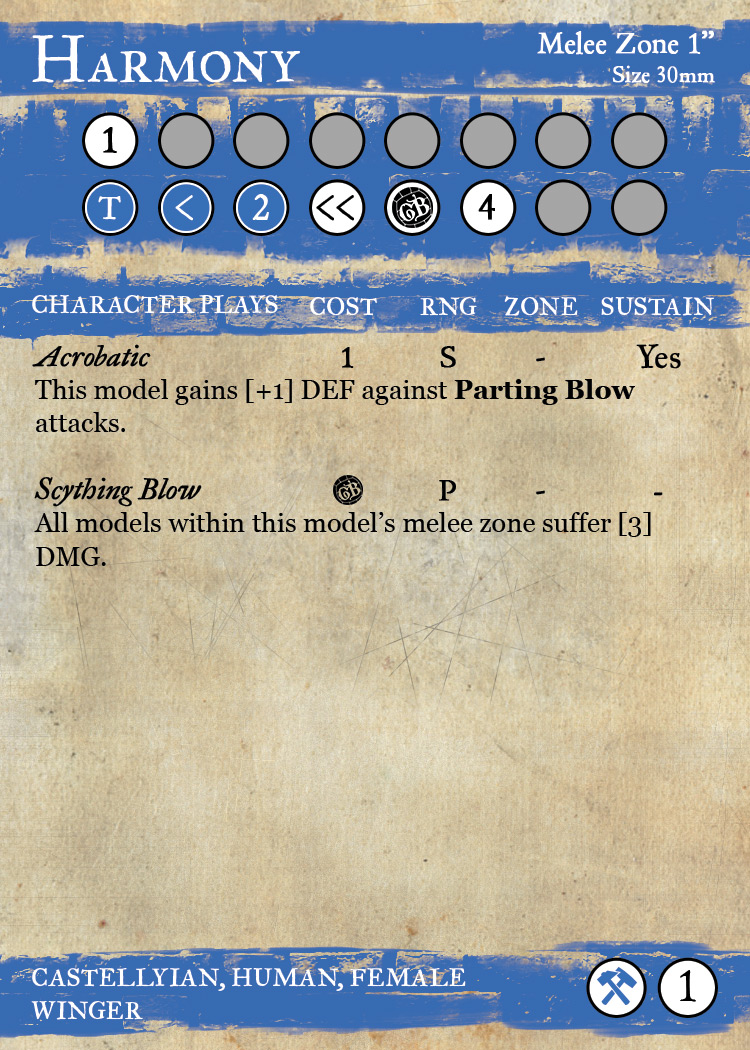 HARMONY
Melee Zone 1”
Size 30mm
1
T < 2 << GB 4
CHARACTER PLAYS COST RNG ZONE SUSTAIN
Acrobatic 1 S - Yes
This model gains [+1] DEF against Parting Blow
attacks.
Scything Blow GB P - -
All models within this model’s melee zone suffer [3]
DMG.
CASTELLYIAN, HUMAN, FEMALE
WINGER
1